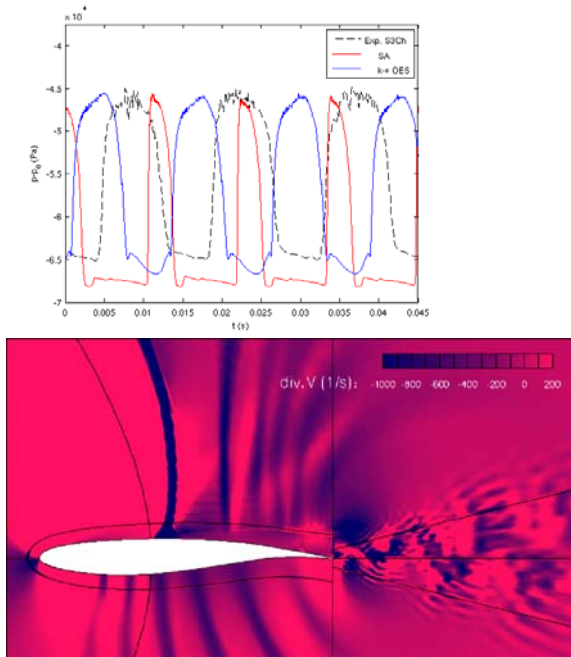 × 10⁴
-4
-4.5
-5
-5.5
-6
-6.5
-7
p-p₀ (Pa)
Exp. S3Ch
SA
k-ε OES
0 0.005 0.01 0.015 0.02 0.025 0.03 0.035 0.04 0.045
t (s)
div.V (1/s): -1000 -800 -600 -400 -200 0 200